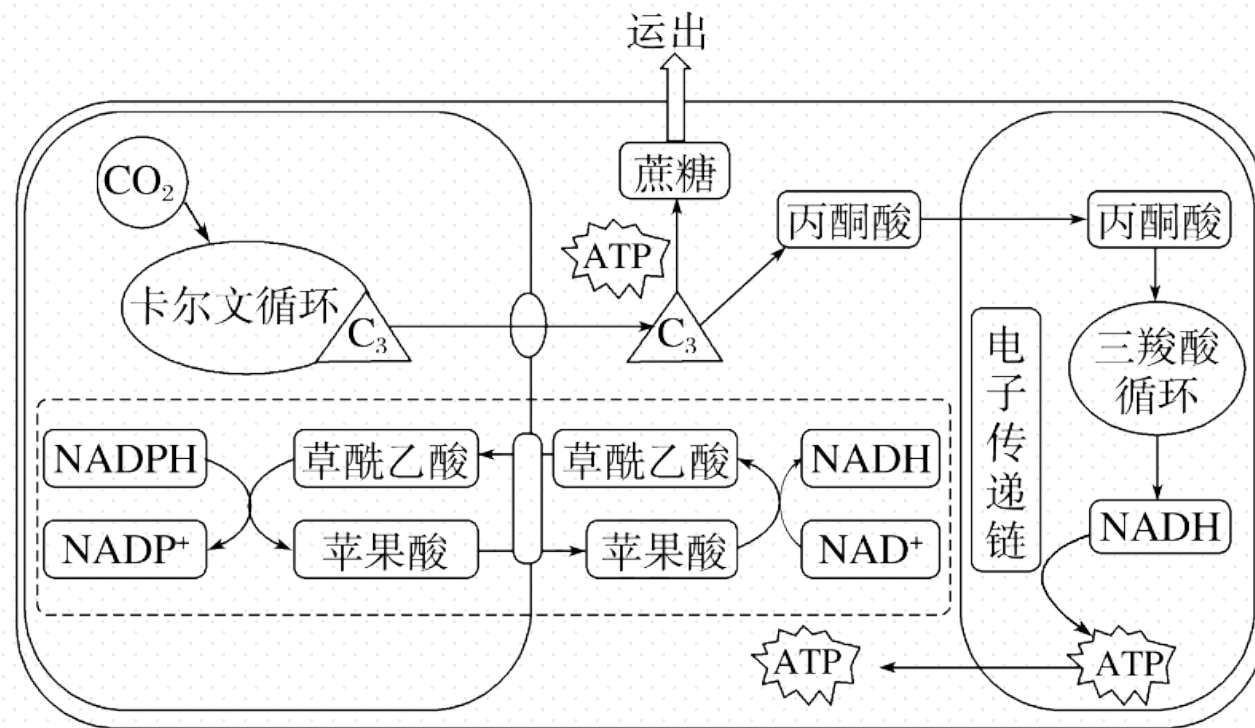 运出
CO₂
蔗糖
丙酮酸
丙酮酸
ATP
卡尔文循环
C₃
C₃
电子传递链
三羧酸
循环
NADPH
草酰乙酸
草酰乙酸
NADH
NADP⁺
苹果酸
苹果酸
NAD⁺
NADH
ATP
ATP